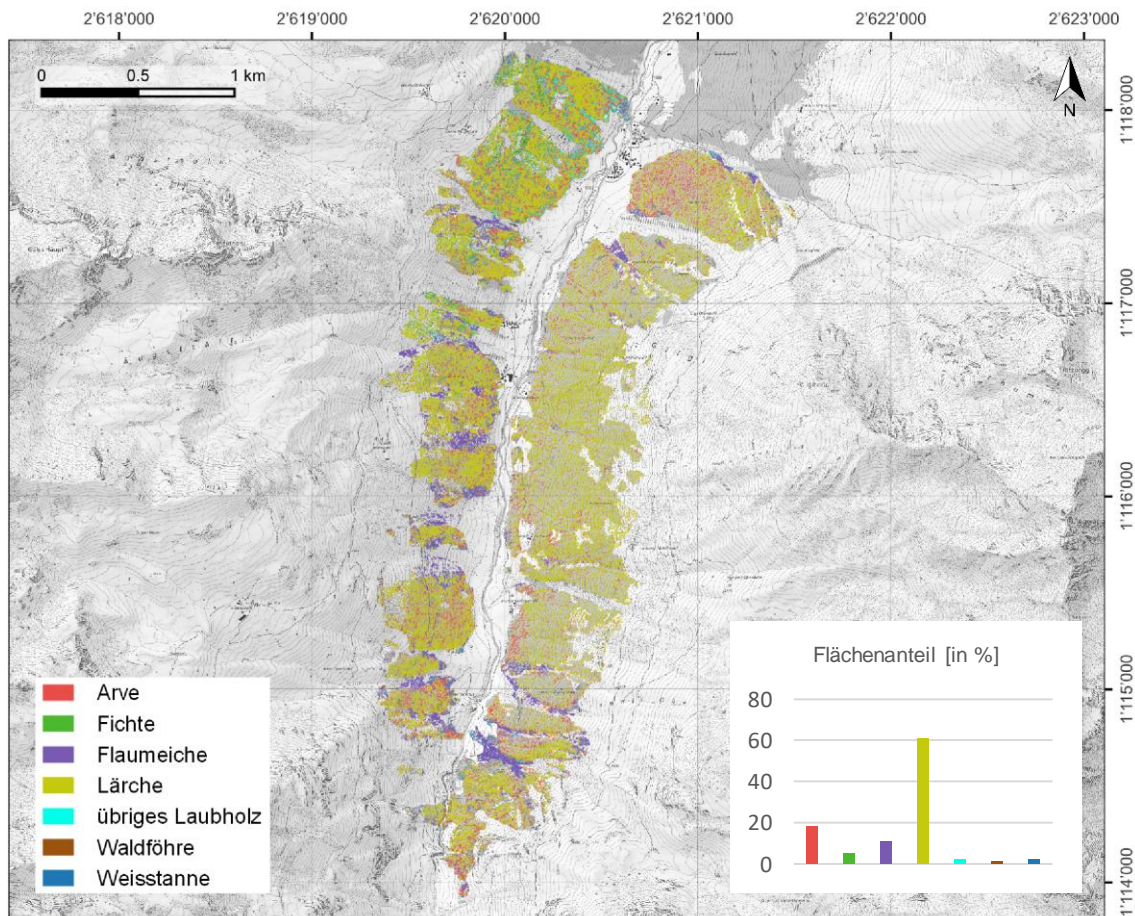 2'618'000 2'619'000 2'620'000 2'621'000 2'622'000 2'623'000
0 0.5 1 km
N
1'118'000
1'117'000
1'116'000
1'115'000
1'114'000
Arve
Fichte
Flaumeiche
Lärche
übriges Laubholz
Waldföhre
Weisstanne
Flächenanteil [in %]
80
60
40
20
0